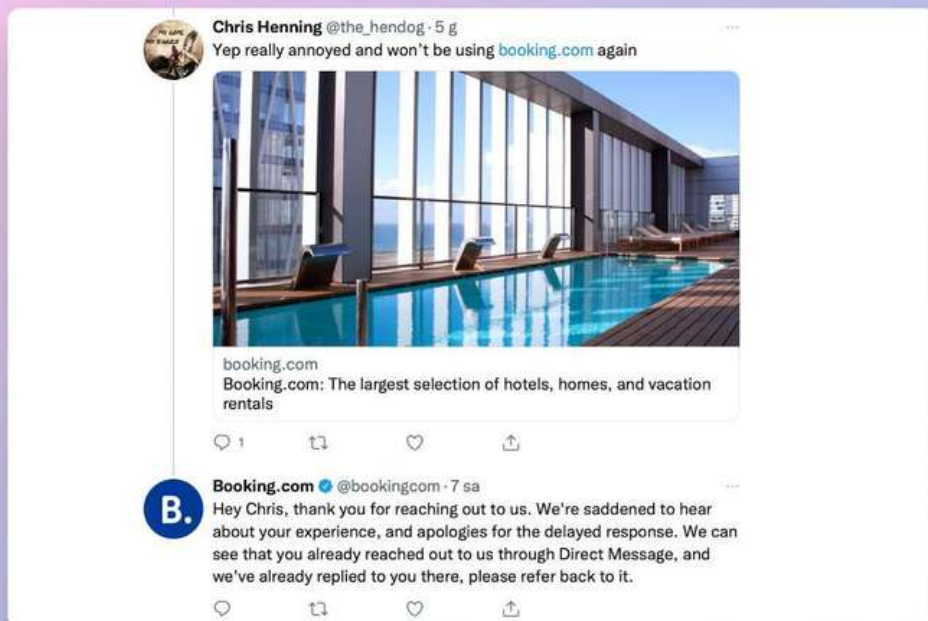 Chris Henning @the_hendog · 5 g
Yep really annoyed and won't be using booking.com again
booking.com
Booking.com: The largest selection of hotels, homes, and vacation
rentals
1
Booking.com @bookingcom · 7 sa
B.
Hey Chris, thank you for reaching out to us. We're saddened to hear
about your experience, and apologies for the delayed response. We can
see that you already reached out to us through Direct Message, and
we've already replied to you there, please refer back to it.